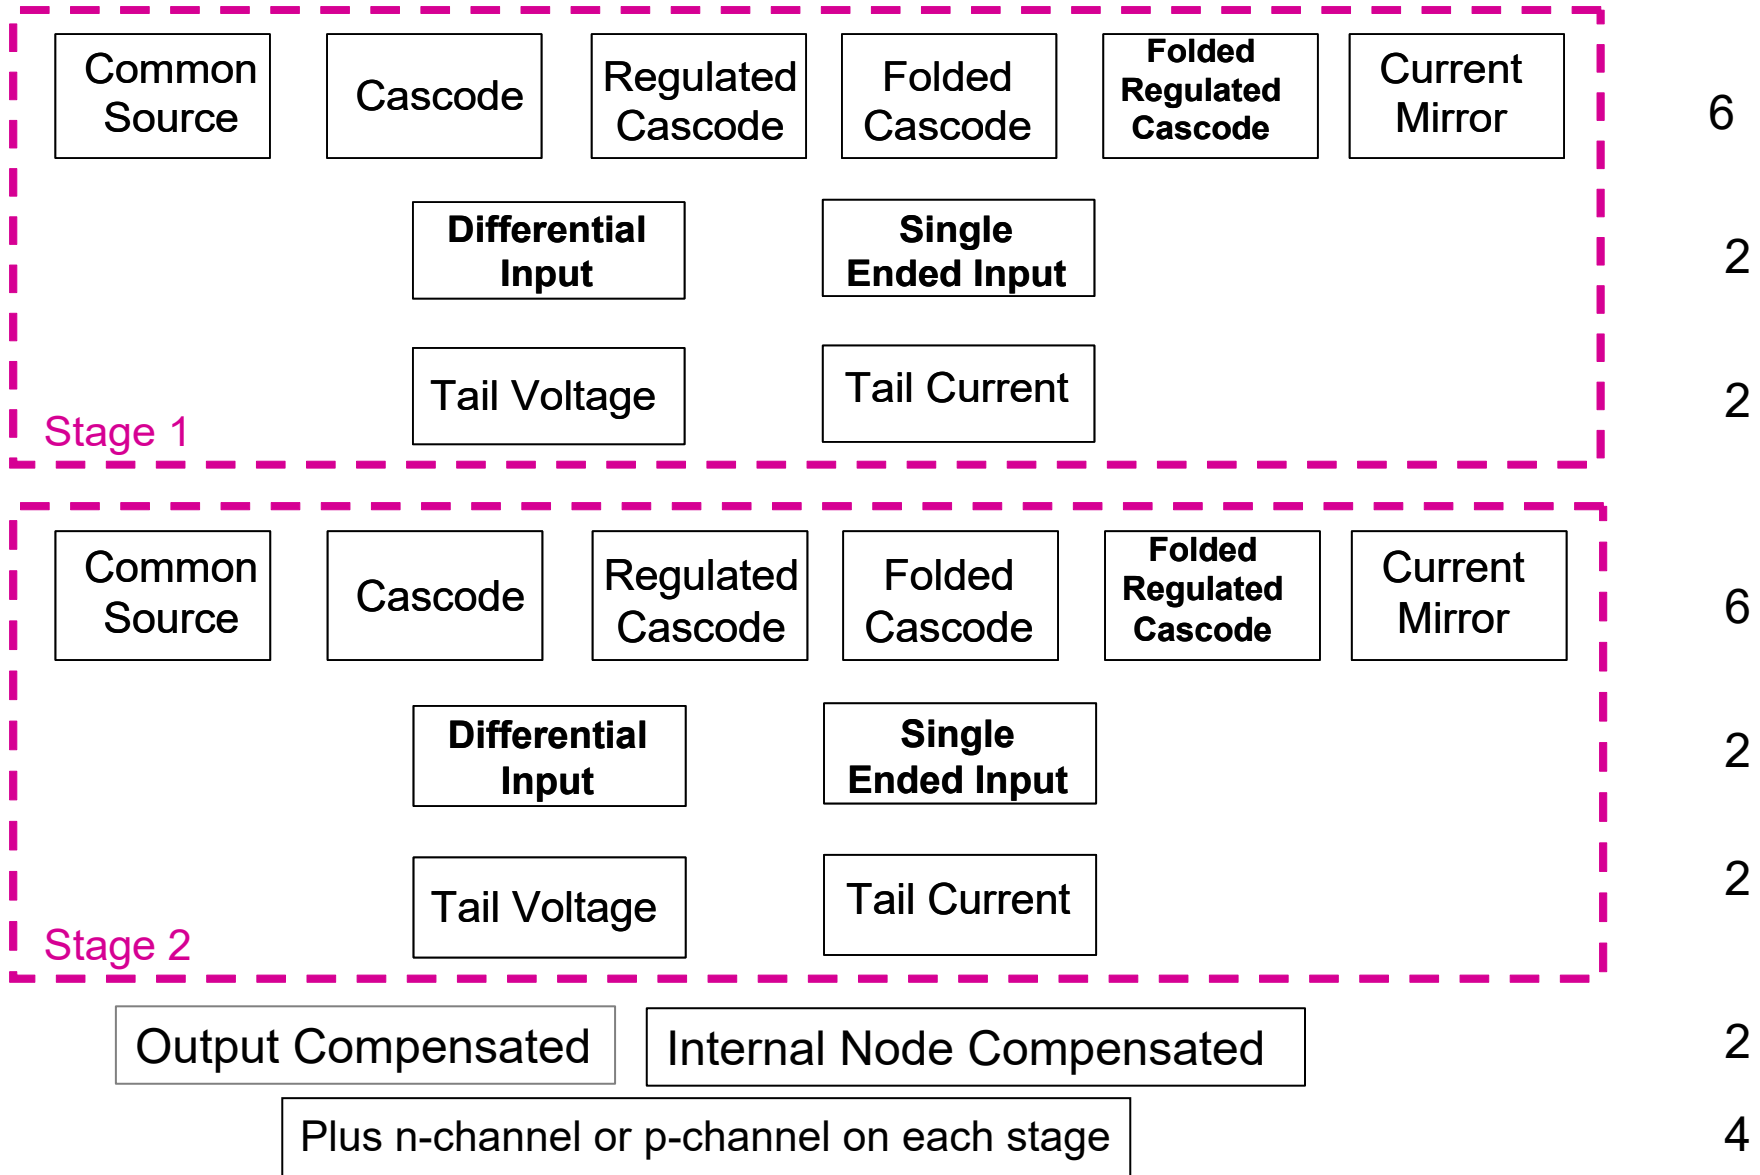 Common
Source
Cascode
Regulated
Cascode
Folded
Cascode
Folded
Regulated
Cascode
Current
Mirror
6
Differential
Input
Single
Ended Input
2
Tail Voltage
Tail Current
2
Stage 1
Common
Source
Cascode
Regulated
Cascode
Folded
Cascode
Folded
Regulated
Cascode
Current
Mirror
6
Differential
Input
Single
Ended Input
2
Tail Voltage
Tail Current
2
Stage 2
Output Compensated
Internal Node Compensated
2
Plus n-channel or p-channel on each stage
4